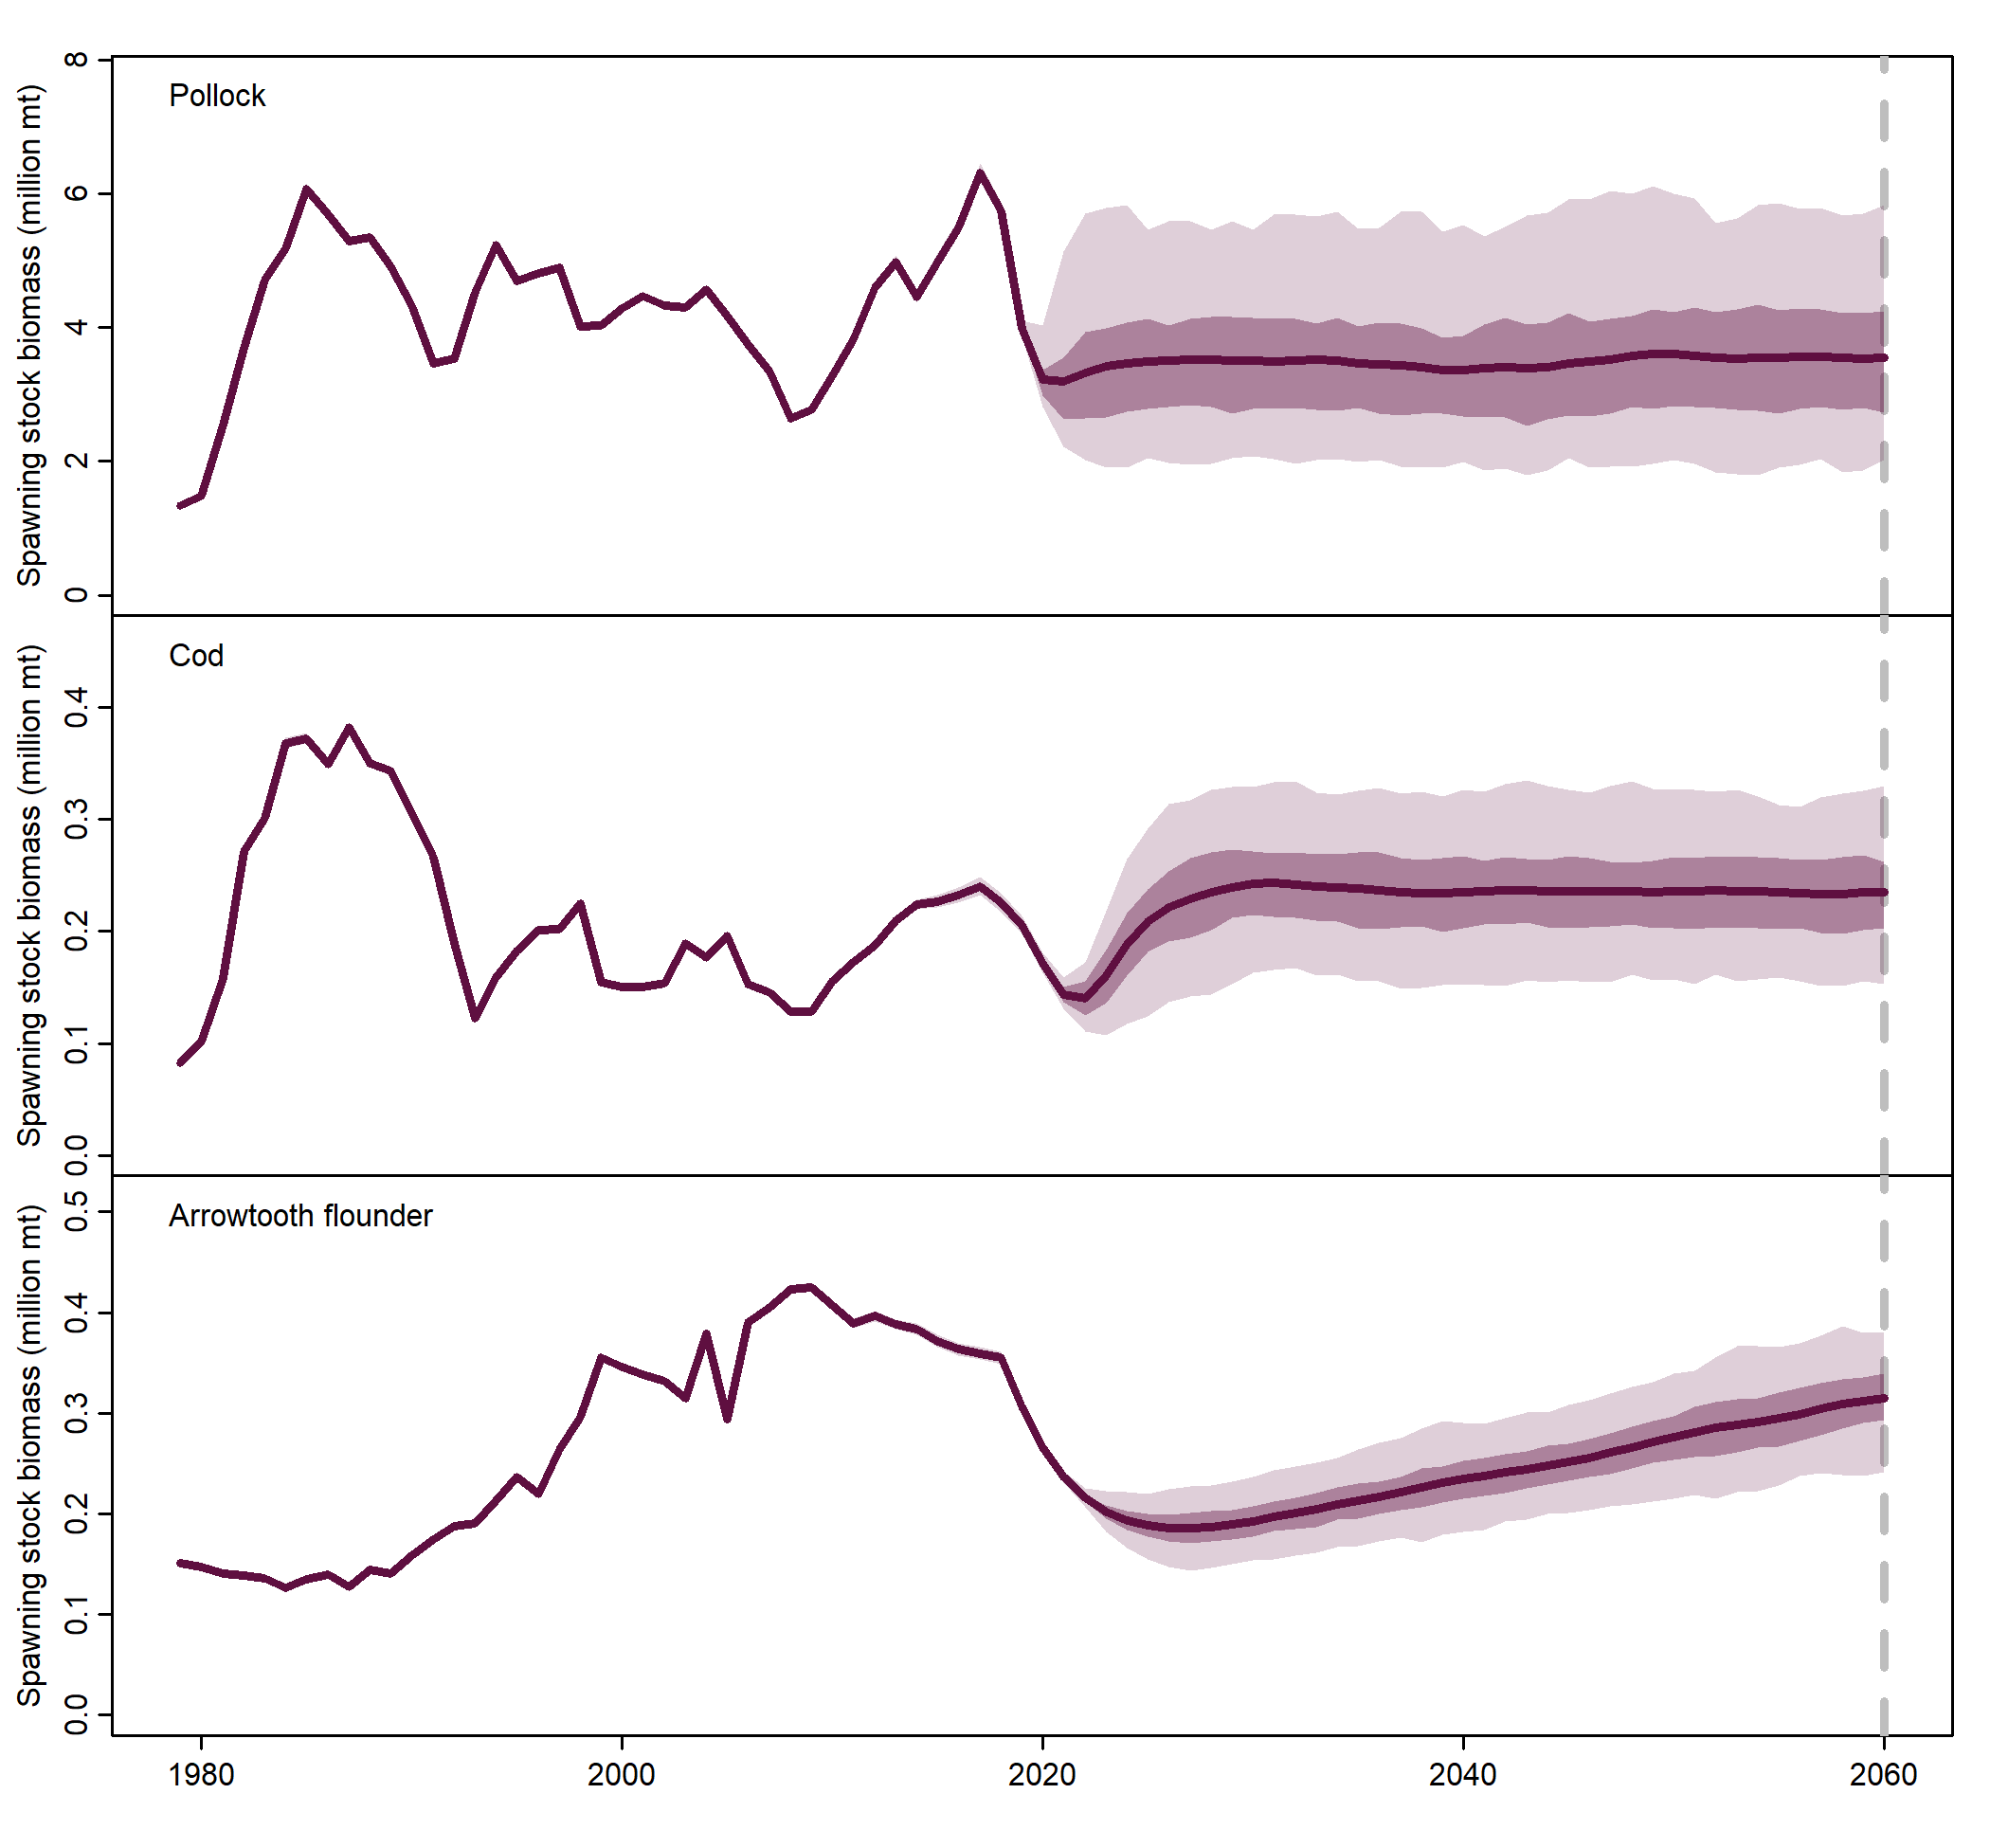 Pollock
Spawning stock biomass (million mt)
8
6
4
2
0
Cod
Spawning stock biomass (million mt)
0.4
0.3
0.2
0.1
0.0
Arrowtooth flounder
Spawning stock biomass (million mt)
0.5
0.4
0.3
0.2
0.1
0.0
1980 2000 2020 2040 2060